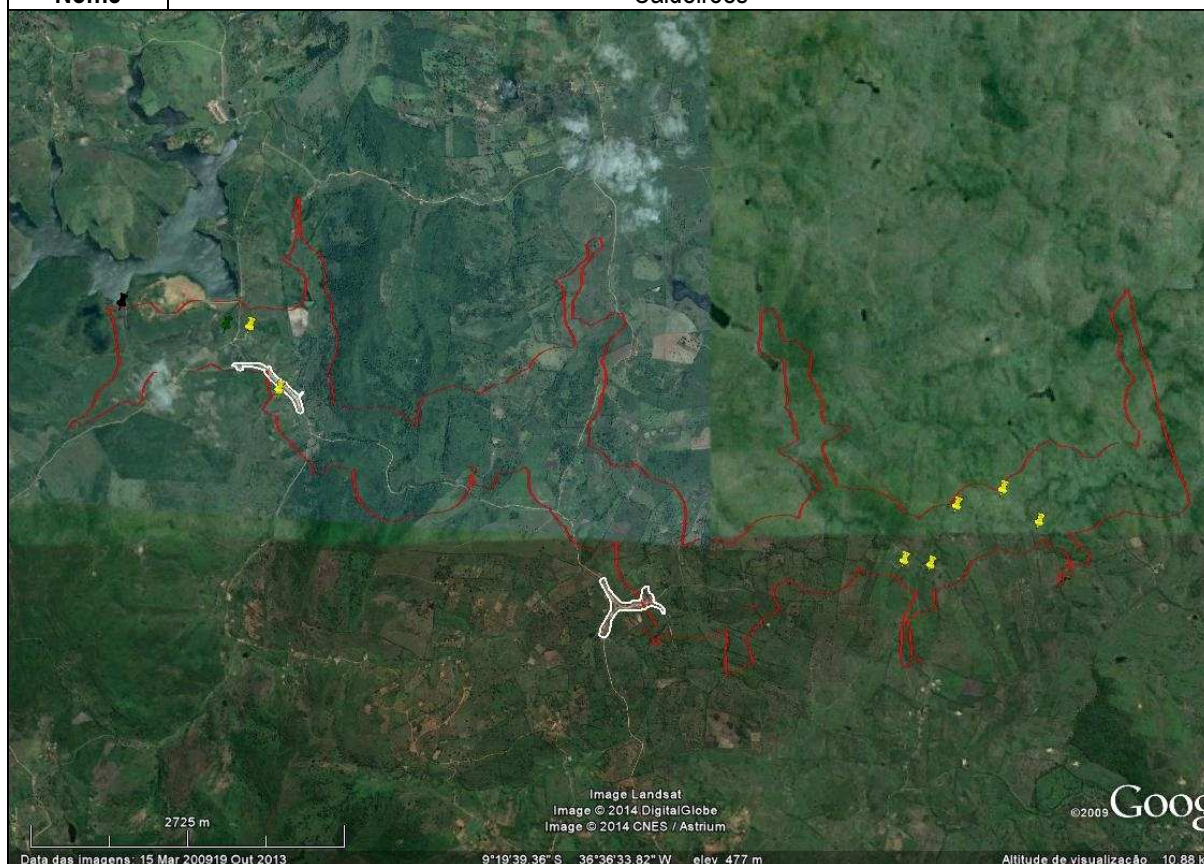 Nome Caldeirões
2725 m
Image Landsat
Image © 2014 DigitalGlobe
Image © 2014 CNES / Astrium
©2009 Goog
Data das imagens: 15 Mar 200919 Out 2013 9°19'39.36" S 36°36'33.82" W elev 477 m Altitude de visualização